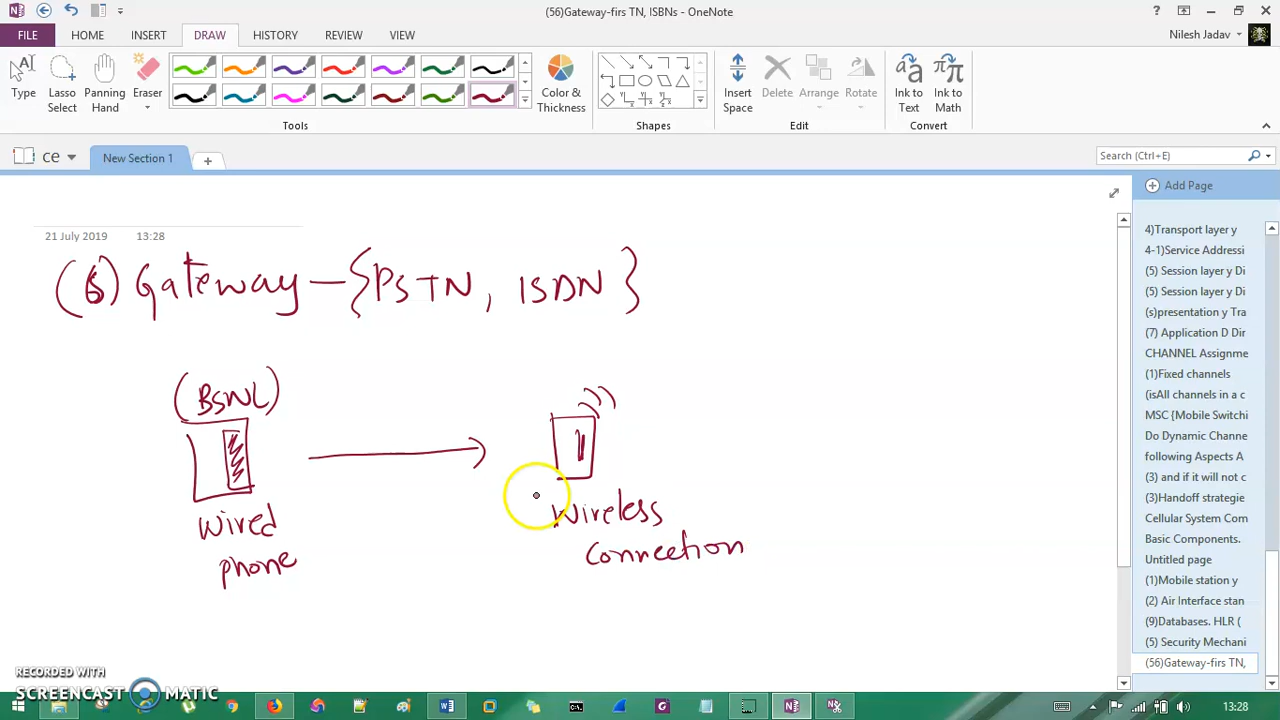 (56)Gateway-firs TN, ISBNs - OneNote
FILE HOME INSERT DRAW HISTORY REVIEW VIEW
Nilesh Jadav
Type
Lasso Select
Panning Hand
Eraser
Color & Thickness
Insert Space
Delete
Arrange
Rotate
Ink to Text
Ink to Math
Tools
Shapes
Edit
Convert
ce
New Section 1
Search (Ctrl+E)
21 July 2019 13:28
(6) Gateway - {PSTN, ISDN}
(BSNL)
Wired
phone
Wireless
Connection
Add Page
4)Transport layer y
4-1)Service Addressi
(5) Session layer y Di
(5) Session layer y Di
(s)presentation y Tra
(7) Application D Dir
CHANNEL Assignme
(1)Fixed channels
(isAll channels in a c
MSC {Mobile Switchi
Do Dynamic Channe
following Aspects A
(3) and if it will not c
(3)Handoff strategie
Cellular System Com
Basic Components.
Untitled page
(1)Mobile station y
(2) Air Interface stan
(9)Databases. HLR (
(5) Security Mechani
(56)Gateway-firs TN,
RECORDED WITH
SCREENCAST MATIC
13:28